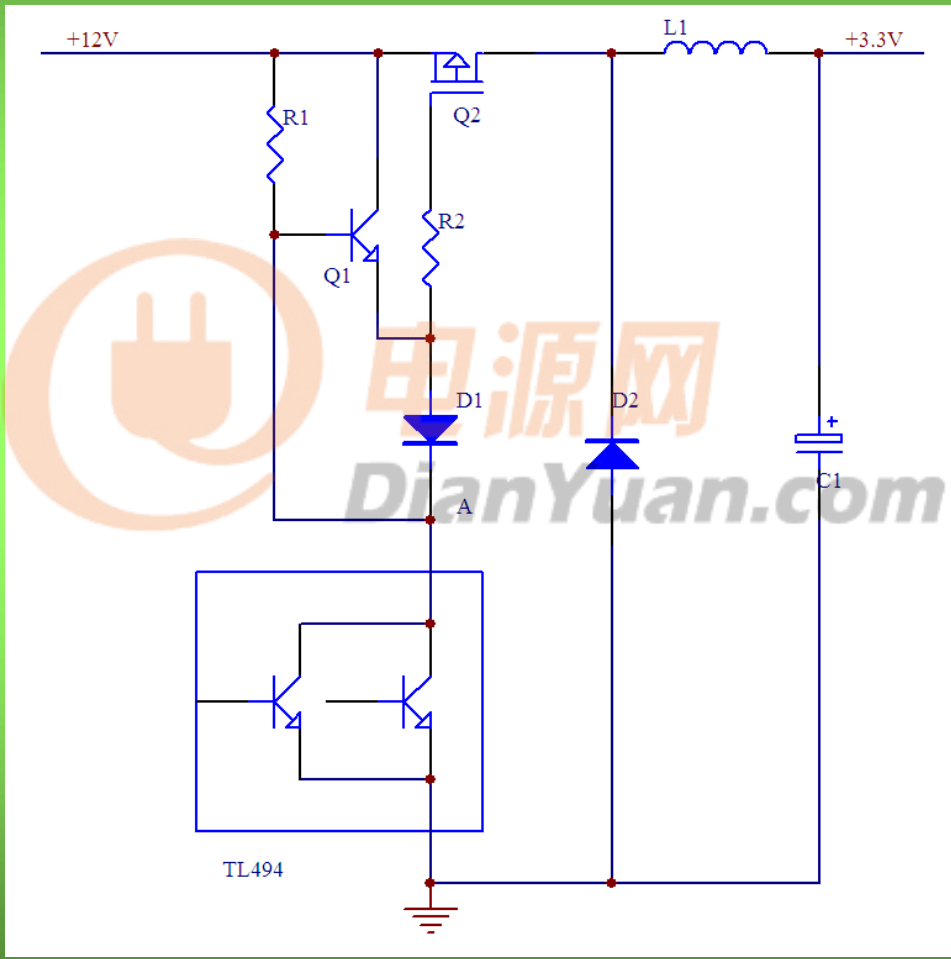 +12V
L1
+3.3V
R1
Q2
R2
Q1
电源网
D1
D2
+
C1
DianYuan.com
A
TL494